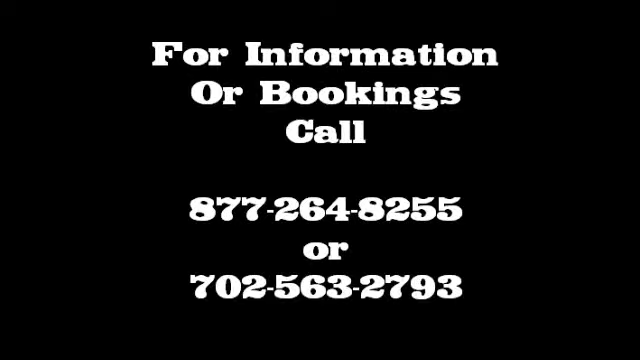 For Information
Or Bookings
Call
877-264-8255
or
702-563-2793